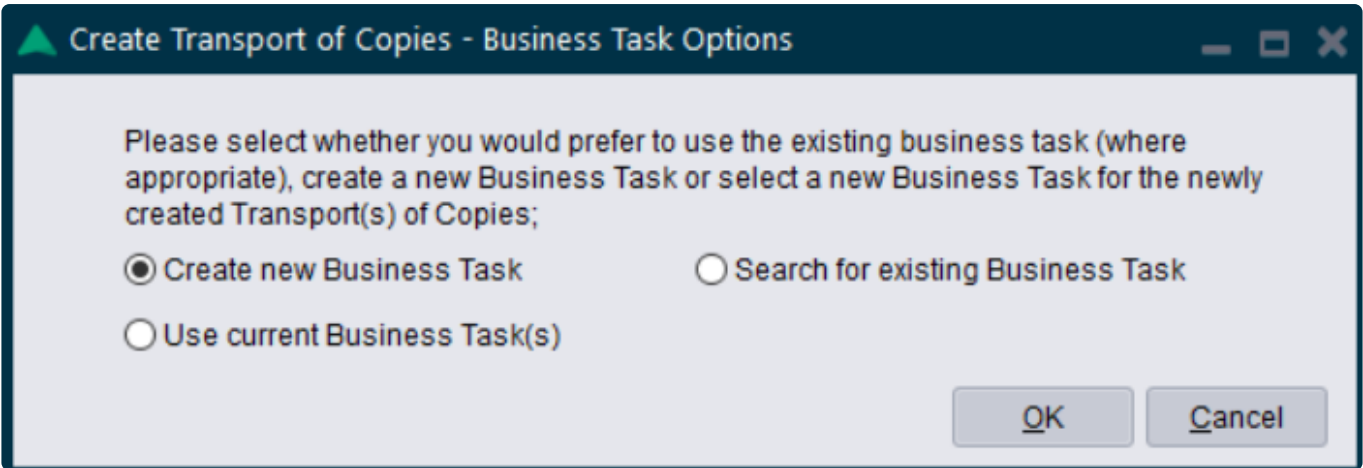 Create Transport of Copies - Business Task Options
Please select whether you would prefer to use the existing business task (where
appropriate), create a new Business Task or select a new Business Task for the newly
created Transport(s) of Copies;
Create new Business Task
Search for existing Business Task
Use current Business Task(s)
OK
Cancel